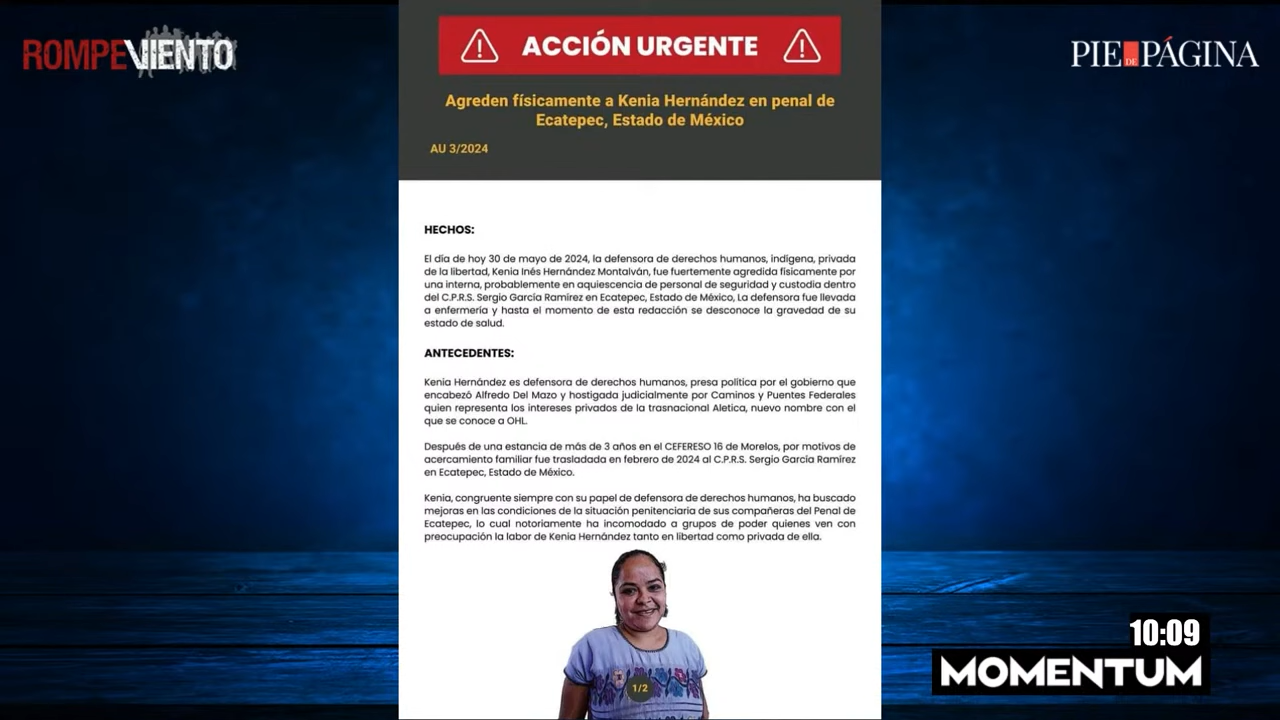 ROMPEVIENTO
PIE DE PÁGINA
ACCIÓN URGENTE
Agreden físicamente a Kenia Hernández en penal de
Ecatepec, Estado de México
AU 3/2024
HECHOS:
El día de hoy 30 de mayo de 2024, la defensora de derechos humanos, indígena, privada
de la libertad, Kenia Inés Hernández Montalván, fue fuertemente agredida físicamente por
una interna, probablemente en aquiescencia de personal de seguridad y custodia dentro
del C.P.R.S. Sergio García Ramírez en Ecatepec, Estado de México, La defensora fue llevada
a enfermería y hasta el momento de esta redacción se desconoce la gravedad de su
estado de salud.
ANTECEDENTES:
Kenia Hernández es defensora de derechos humanos, presa política por el gobierno que
encabezó Alfredo Del Mazo y hostigada judicialmente por Caminos y Puentes Federales
quien representa los intereses privados de la trasnacional Aletica, nuevo nombre con el
que se conoce a OHL.
Después de una estancia de más de 3 años en el CEFERESO 16 de Morelos, por motivos de
acercamiento familiar fue trasladada en febrero de 2024 al C.P.R.S. Sergio García Ramírez
en Ecatepec, Estado de México.
Kenia, congruente siempre con su papel de defensora de derechos humanos, ha buscado
mejoras en las condiciones de la situación penitenciaria de sus compañeras del Penal de
Ecatepec, lo cual notoriamente ha incomodado a grupos de poder quienes ven con
preocupación la labor de Kenia Hernández tanto en libertad como privada de ella.
1/2
10:09
MOMENTUM